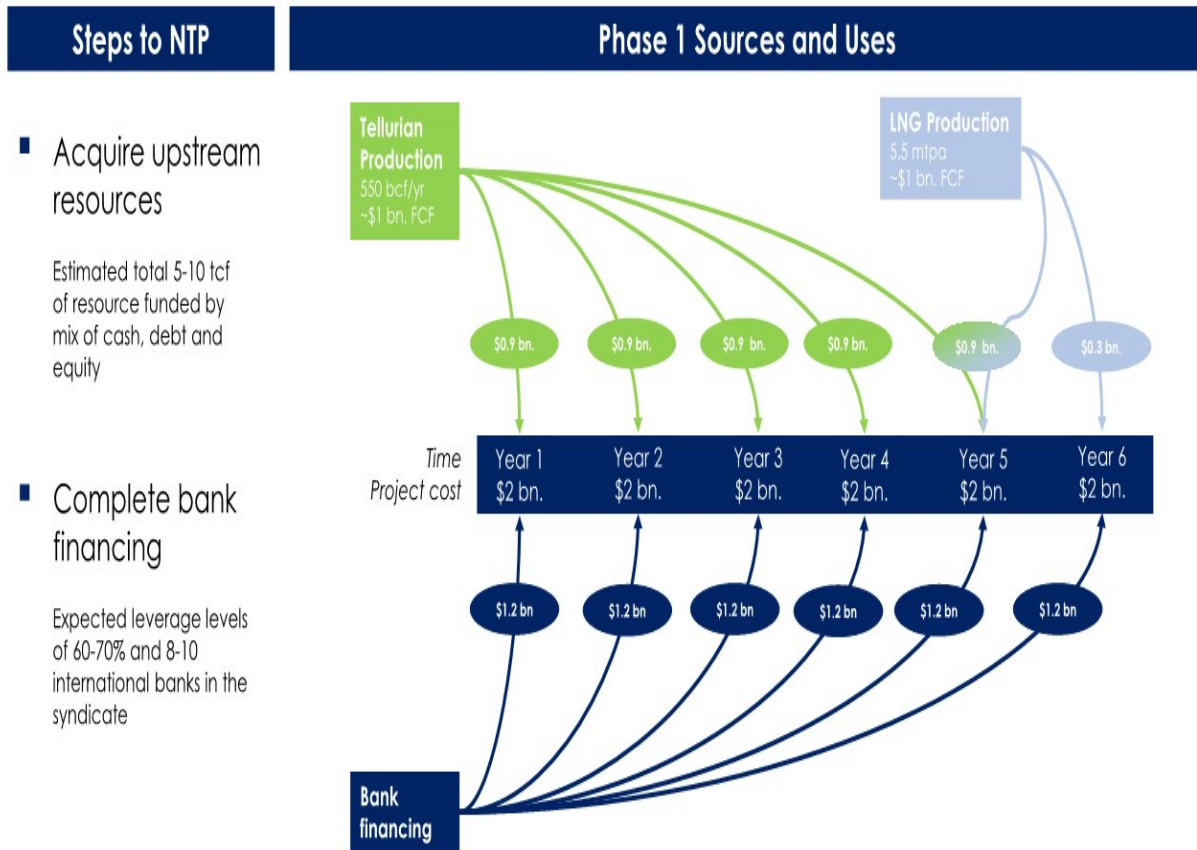 Steps to NTP
Phase 1 Sources and Uses
Acquire upstream
resources
Estimated total 5-10 tcf
of resource funded by
mix of cash, debt and
equity
Complete bank
financing
Expected leverage levels
of 60-70% and 8-10
international banks in the
syndicate
Tellurian
Production
550 bcf/yr
~$1 bn. FCF
LNG Production
5.5 mtpa
~$1 bn. FCF
$0.9 bn.
$0.9 bn.
$0.9 bn.
$0.9 bn.
$0.9 bn.
$0.3 bn.
Time
Project cost
Year 1
$2 bn.
Year 2
$2 bn.
Year 3
$2 bn.
Year 4
$2 bn.
Year 5
$2 bn.
Year 6
$2 bn.
$1.2 bn
$1.2 bn
$1.2 bn
$1.2 bn
$1.2 bn
$1.2 bn
Bank
financing